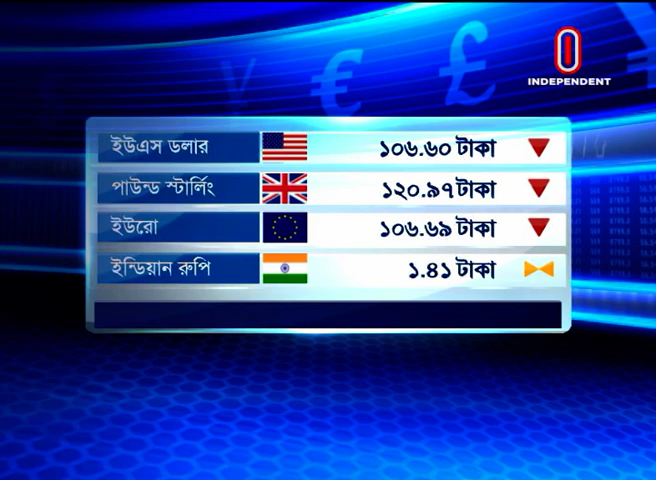 INDEPENDENT
ইউএস ডলার ১০৬.৬০ টাকা
পাউন্ড স্টার্লিং ১২০.৯৭ টাকা
ইউরো ১০৬.৬৯ টাকা
ইন্ডিয়ান রুপি ১.৪১ টাকা